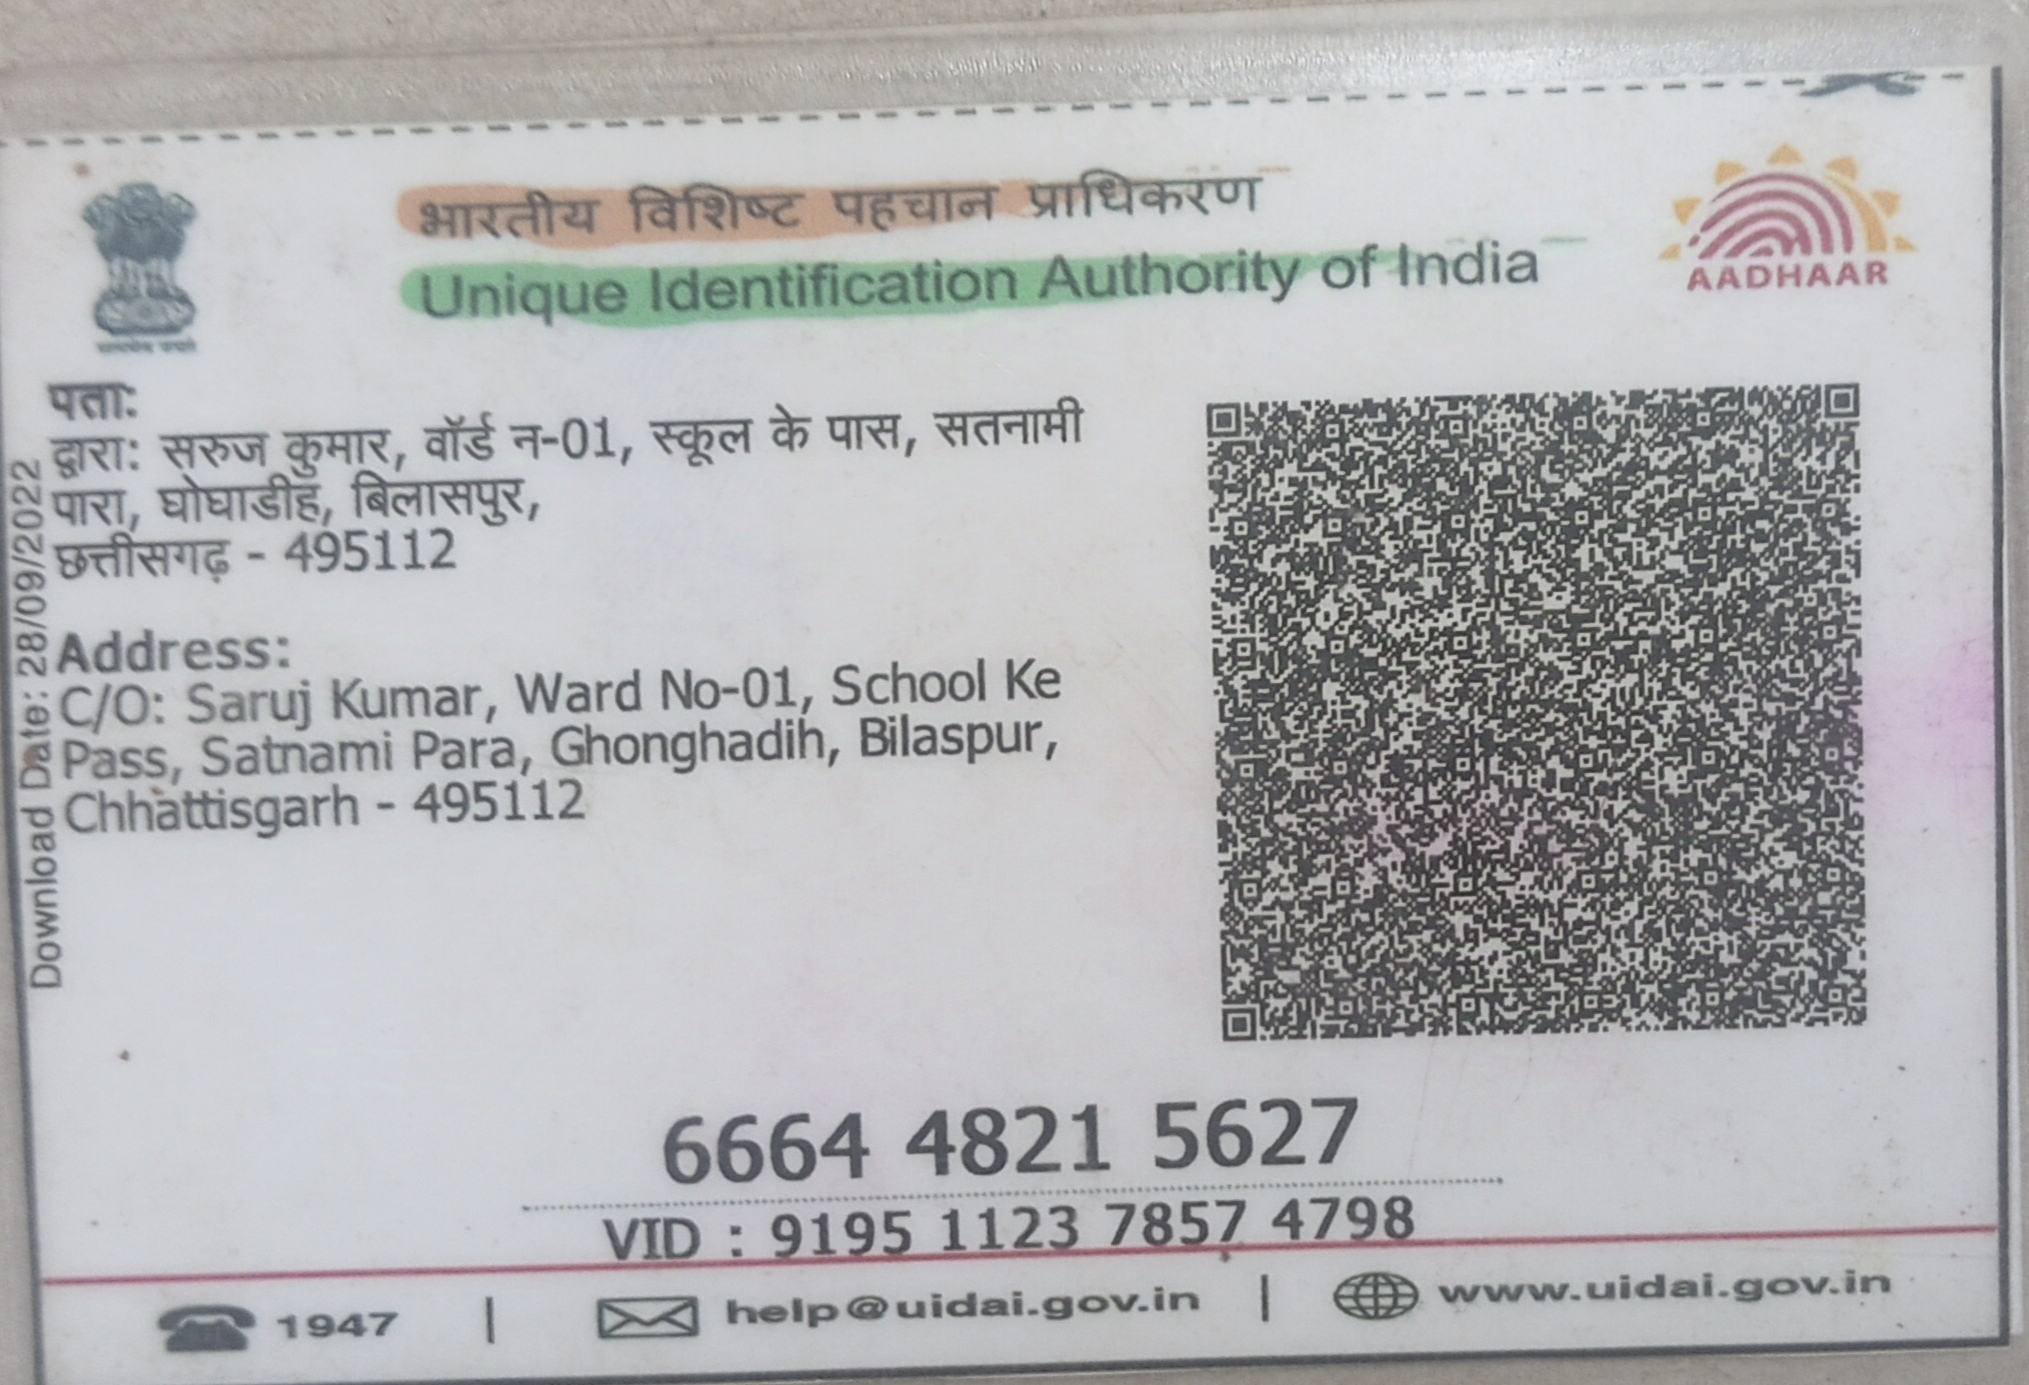 भारतीय विशिष्ट पहचान प्राधिकरण
Unique Identification Authority of India
AADHAAR
पता:
द्वारा: सरुज कुमार, वॉर्ड न-01, स्कूल के पास, सतनामी
पारा, घोघाडीह, बिलासपुर,
छत्तीसगढ़ - 495112
Address:
C/O: Saruj Kumar, Ward No-01, School Ke
Pass, Satnami Para, Ghonghadih, Bilaspur,
Chhattisgarh - 495112
Download Date: 28/09/2022
6664 4821 5627
VID : 9195 1123 7857 4798
1947 | help@uidai.gov.in | www.uidai.gov.in